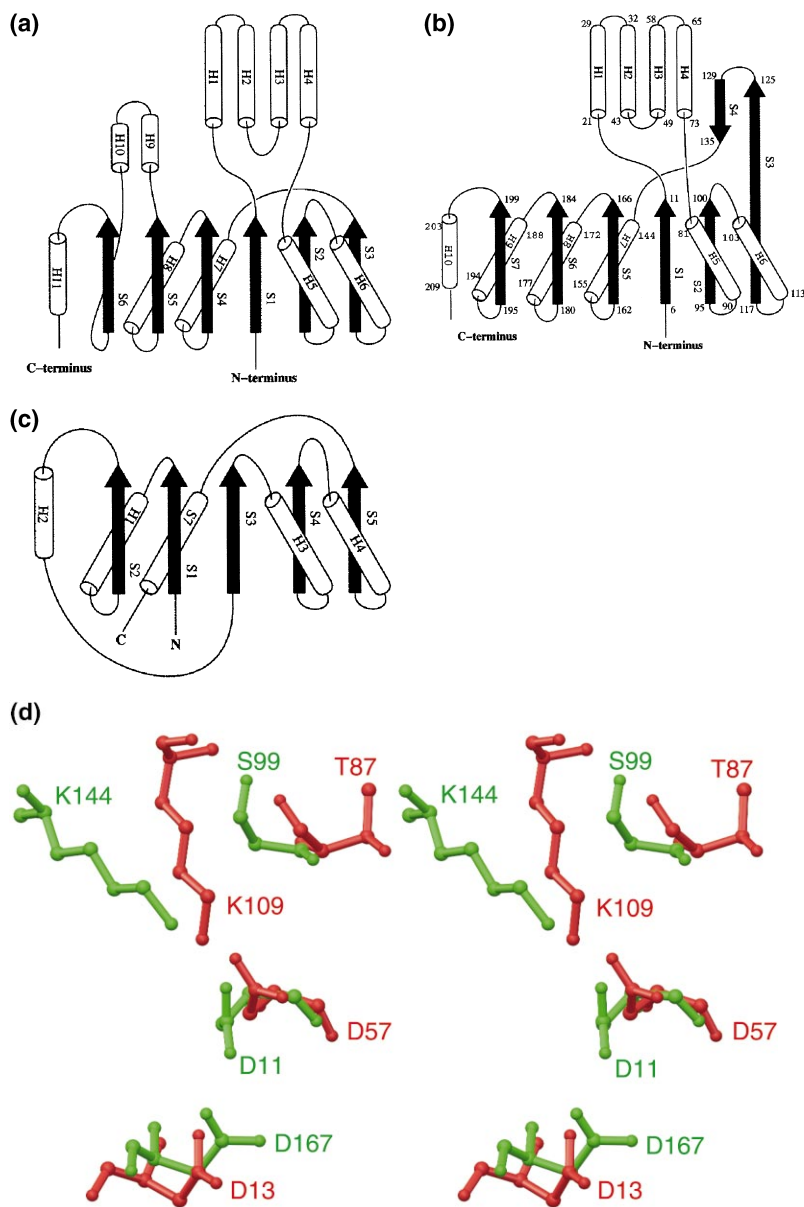 (a)
H1
H2
H3
H4
H10
H9
H11
S6
H8
S5
H7
S4
S1
S2
H5
S3
H6
C-terminus
N-terminus
(b)
29
32
58
65
H1
H2
H3
H4
21
43
49
73
129
125
S4
135
S3
199
184
166
11
100
203
H10
209
H9
188
S7
194
195
H8
172
S6
177
180
H7
144
S5
155
162
S1
6
81
H5
S2
95
90
103
H6
117
113
C-terminus
N-terminus
(c)
H2
H1
S2
S7
S1
S3
S4
H3
S5
H4
C
N
(d)
K144
S99
T87
K144
S99
T87
K109
K109
D57
D57
D11
D11
D167
D167
D13
D13